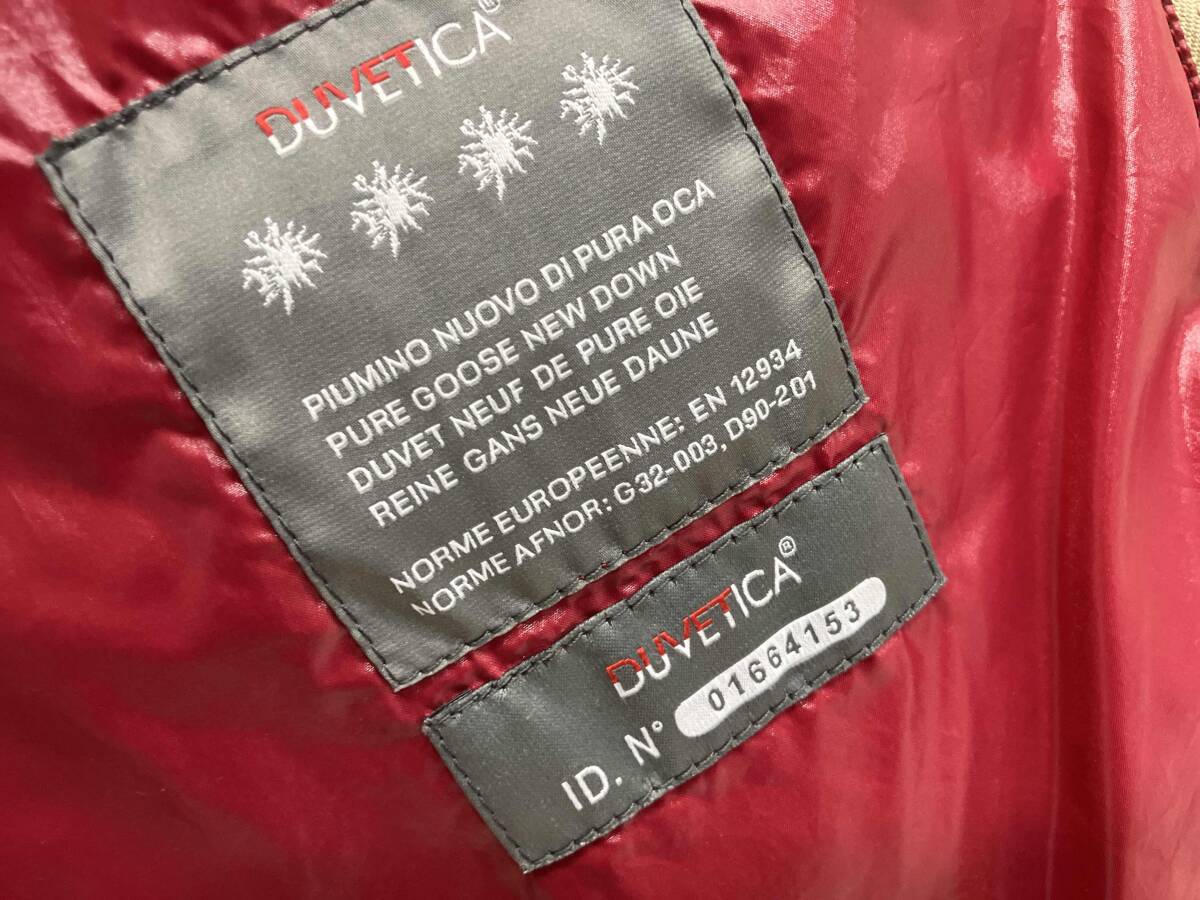 DUVETICA®
PIUMINO NUOVO DI PURA OCA
PURE GOOSE NEW DOWN
DUVET NEUF DE PURE OIE
REINE GANS NEUE DAUNE
NORME EUROPEENNE: EN 12934
NORME AFNOR: G32-003, D90-201
DUVETICA®
ID. N° 01664153